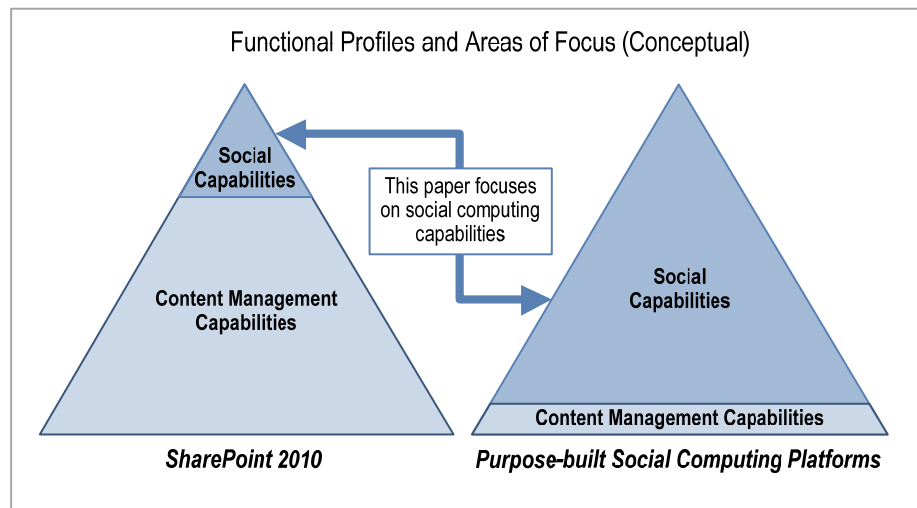 Functional Profiles and Areas of Focus (Conceptual)
Social
Capabilities
Content Management
Capabilities
SharePoint 2010
This paper focuses
on social computing
capabilities
Social
Capabilities
Content Management Capabilities
Purpose-built Social Computing Platforms